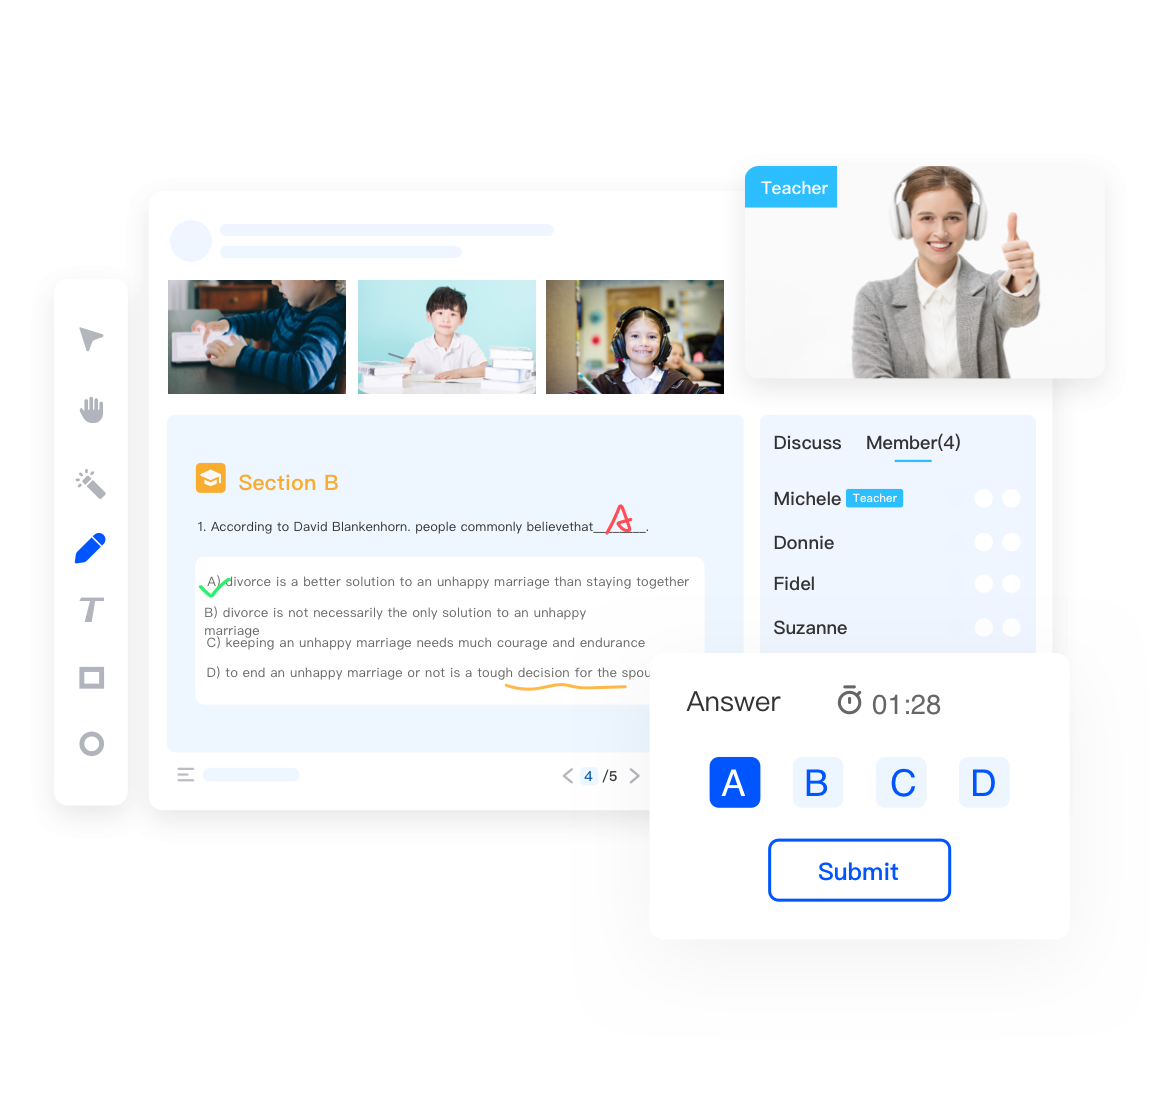 Teacher
Discuss Member(4)
Michele Teacher
Donnie
Fidel
Suzanne
Section B
1. According to David Blankenhorn. people commonly believethat________.
A
A) divorce is a better solution to an unhappy marriage than staying together
B) divorce is not necessarily the only solution to an unhappy
marriage
C) keeping an unhappy marriage needs much courage and endurance
D) to end an unhappy marriage or not is a tough decision for the spou
4 /5
T
Answer 01:28
A B C D
Submit